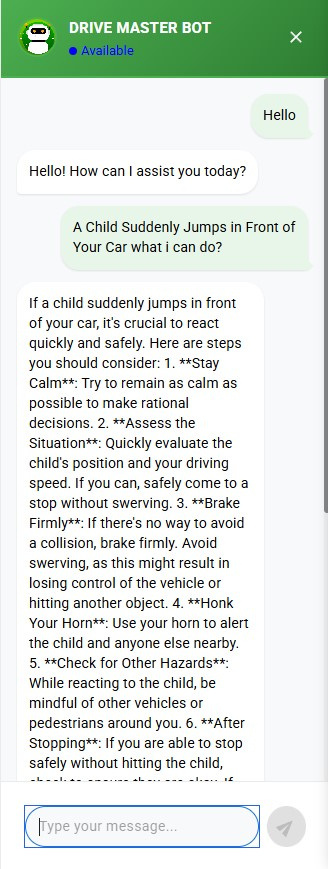 DRIVE MASTER BOT
Available
Hello
Hello! How can I assist you today?
A Child Suddenly Jumps in Front of
Your Car what i can do?
If a child suddenly jumps in front
of your car, it's crucial to react
quickly and safely. Here are steps
you should consider: 1. **Stay
Calm**: Try to remain as calm as
possible to make rational
decisions. 2. **Assess the
Situation**: Quickly evaluate the
child's position and your driving
speed. If you can, safely come to a
stop without swerving. 3. **Brake
Firmly**: If there's no way to avoid
a collision, brake firmly. Avoid
swerving, as this might result in
losing control of the vehicle or
hitting another object. 4. **Honk
Your Horn**: Use your horn to alert
the child and anyone else nearby.
5. **Check for Other Hazards**:
While reacting to the child, be
mindful of other vehicles or
pedestrians around you. 6. **After
Stopping**: If you are able to stop
safely without hitting the child,
check to ensure they are okay. If
Type your message...